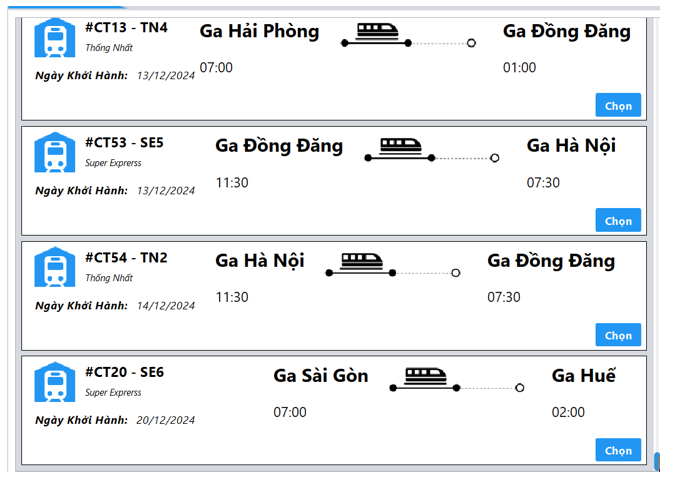 #CT13 - TN4
Thống Nhất
Ngày Khởi Hành: 13/12/2024
Ga Hải Phòng
07:00
Ga Đồng Đăng
01:00
Chọn
#CT53 - SE5
Super Exprerss
Ngày Khởi Hành: 13/12/2024
Ga Đồng Đăng
11:30
Ga Hà Nội
07:30
Chọn
#CT54 - TN2
Thống Nhất
Ngày Khởi Hành: 14/12/2024
Ga Hà Nội
11:30
Ga Đồng Đăng
07:30
Chọn
#CT20 - SE6
Super Exprerss
Ngày Khởi Hành: 20/12/2024
Ga Sài Gòn
07:00
Ga Huế
02:00
Chọn